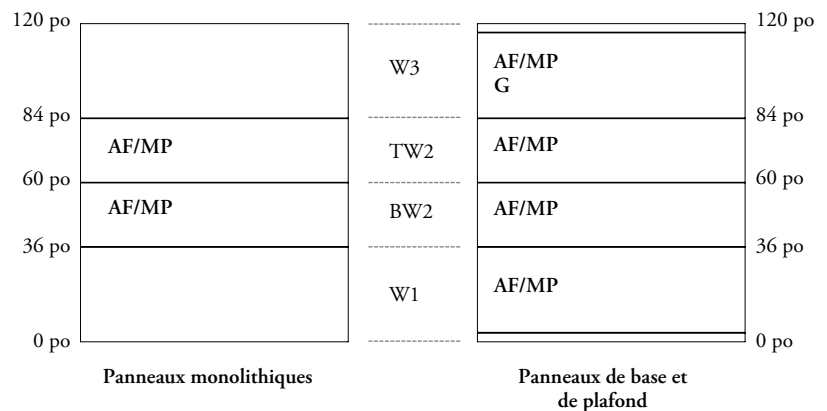 120 po
84 po
60 po
36 po
0 po
AF/MP
AF/MP
Panneaux monolithiques
W3
TW2
BW2
W1
AF/MP
G
AF/MP
AF/MP
AF/MP
120 po
84 po
60 po
36 po
0 po
Panneaux de base et
de plafond